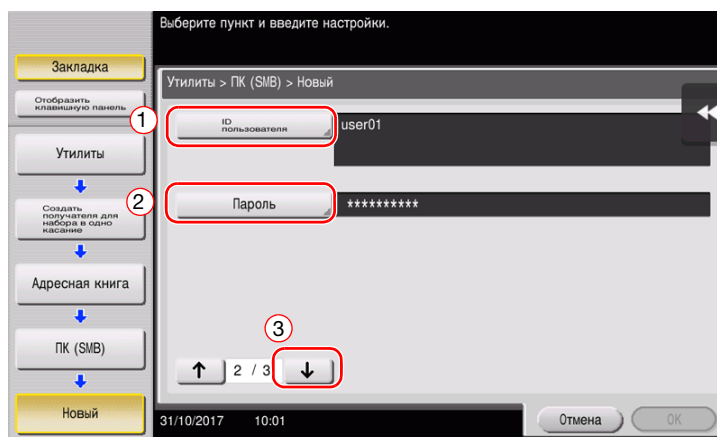 Выберите пункт и введите настройки.
Закладка
Отобразить
клавишную панель
Утилиты
Создать
получателя для
набора в одно
касание
Адресная книга
ПК (SMB)
Новый
Утилиты > ПК (SMB) > Новый
1
ID
пользователя
user01
2
Пароль
**********
3
↑ 2 / 3 ↓
31/10/2017 10:01
Отмена
OK